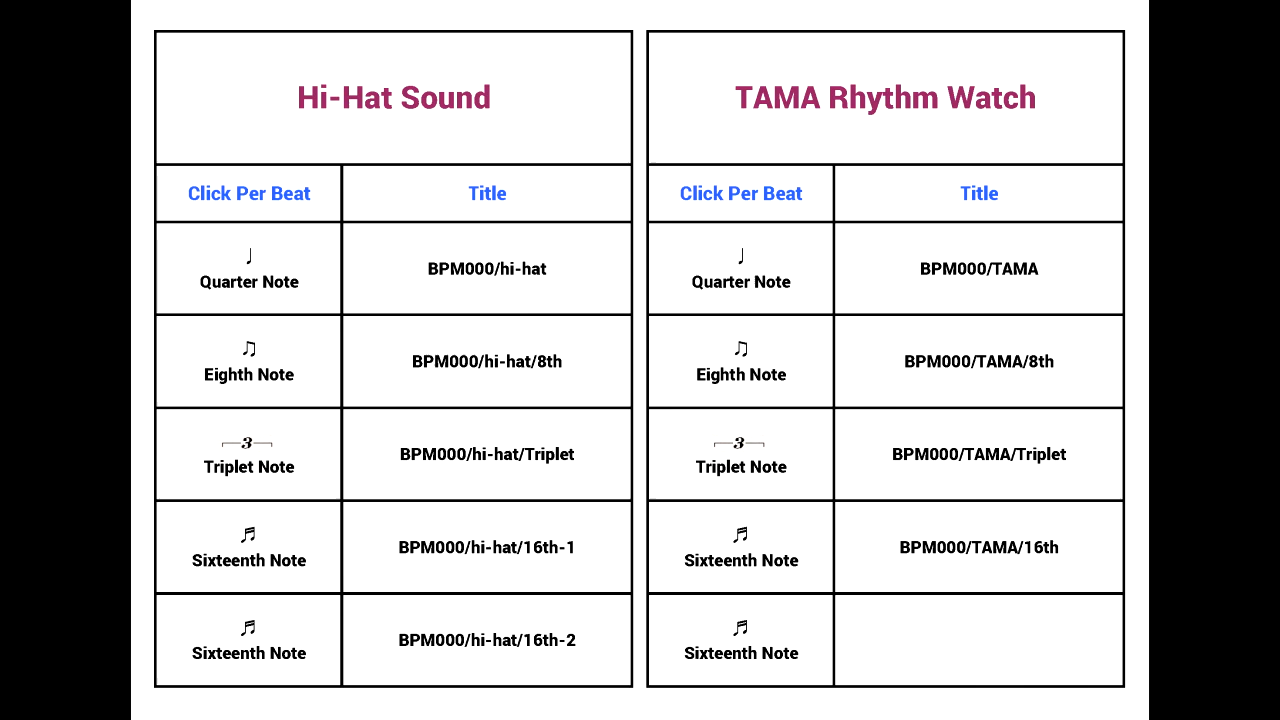 Hi-Hat Sound
Click Per Beat
Title
♩
Quarter Note
BPM000/hi-hat
♫
Eighth Note
BPM000/hi-hat/8th
3
Triplet Note
BPM000/hi-hat/Triplet
♬
Sixteenth Note
BPM000/hi-hat/16th-1
♬
Sixteenth Note
BPM000/hi-hat/16th-2
TAMA Rhythm Watch
Click Per Beat
Title
♩
Quarter Note
BPM000/TAMA
♫
Eighth Note
BPM000/TAMA/8th
3
Triplet Note
BPM000/TAMA/Triplet
♬
Sixteenth Note
BPM000/TAMA/16th
♬
Sixteenth Note